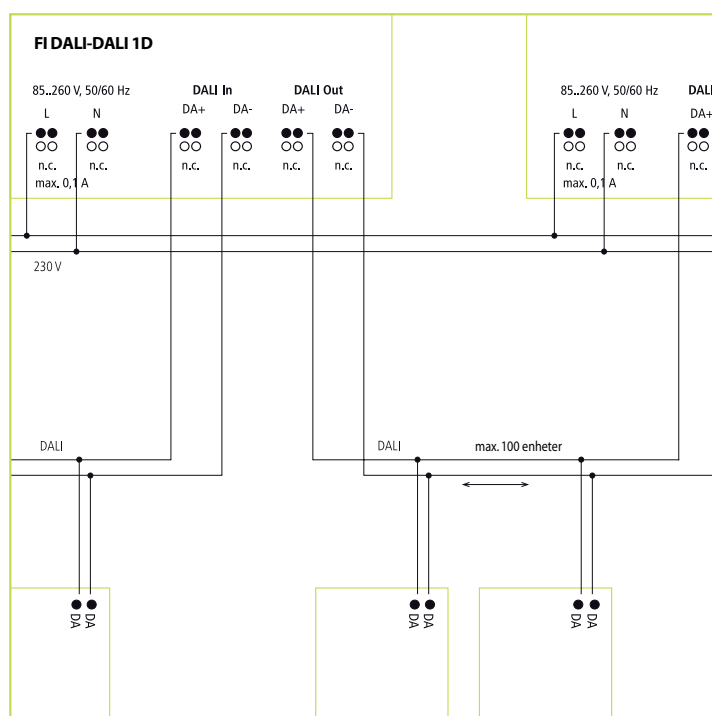 FI DALI-DALI 1D
85..260 V, 50/60 Hz DALI In DALI Out 85..260 V, 50/60 Hz DALI
L N DA+ DA- DA+ DA- L N DA+
n.c. n.c. n.c. n.c. n.c. n.c. n.c. n.c. n.c.
max. 0,1 A max. 0,1 A
230 V
DALI DALI max. 100 enheter
DA DA DA DA DA DA